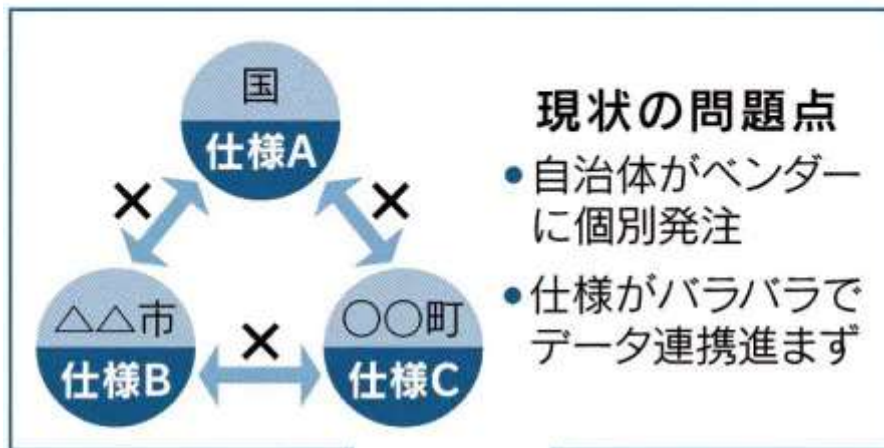 国
仕様A
×
×
△△市
仕様B
×
○○町
仕様C
現状の問題点
•自治体がベンダー
に個別発注
•仕様がバラバラで
データ連携進まず